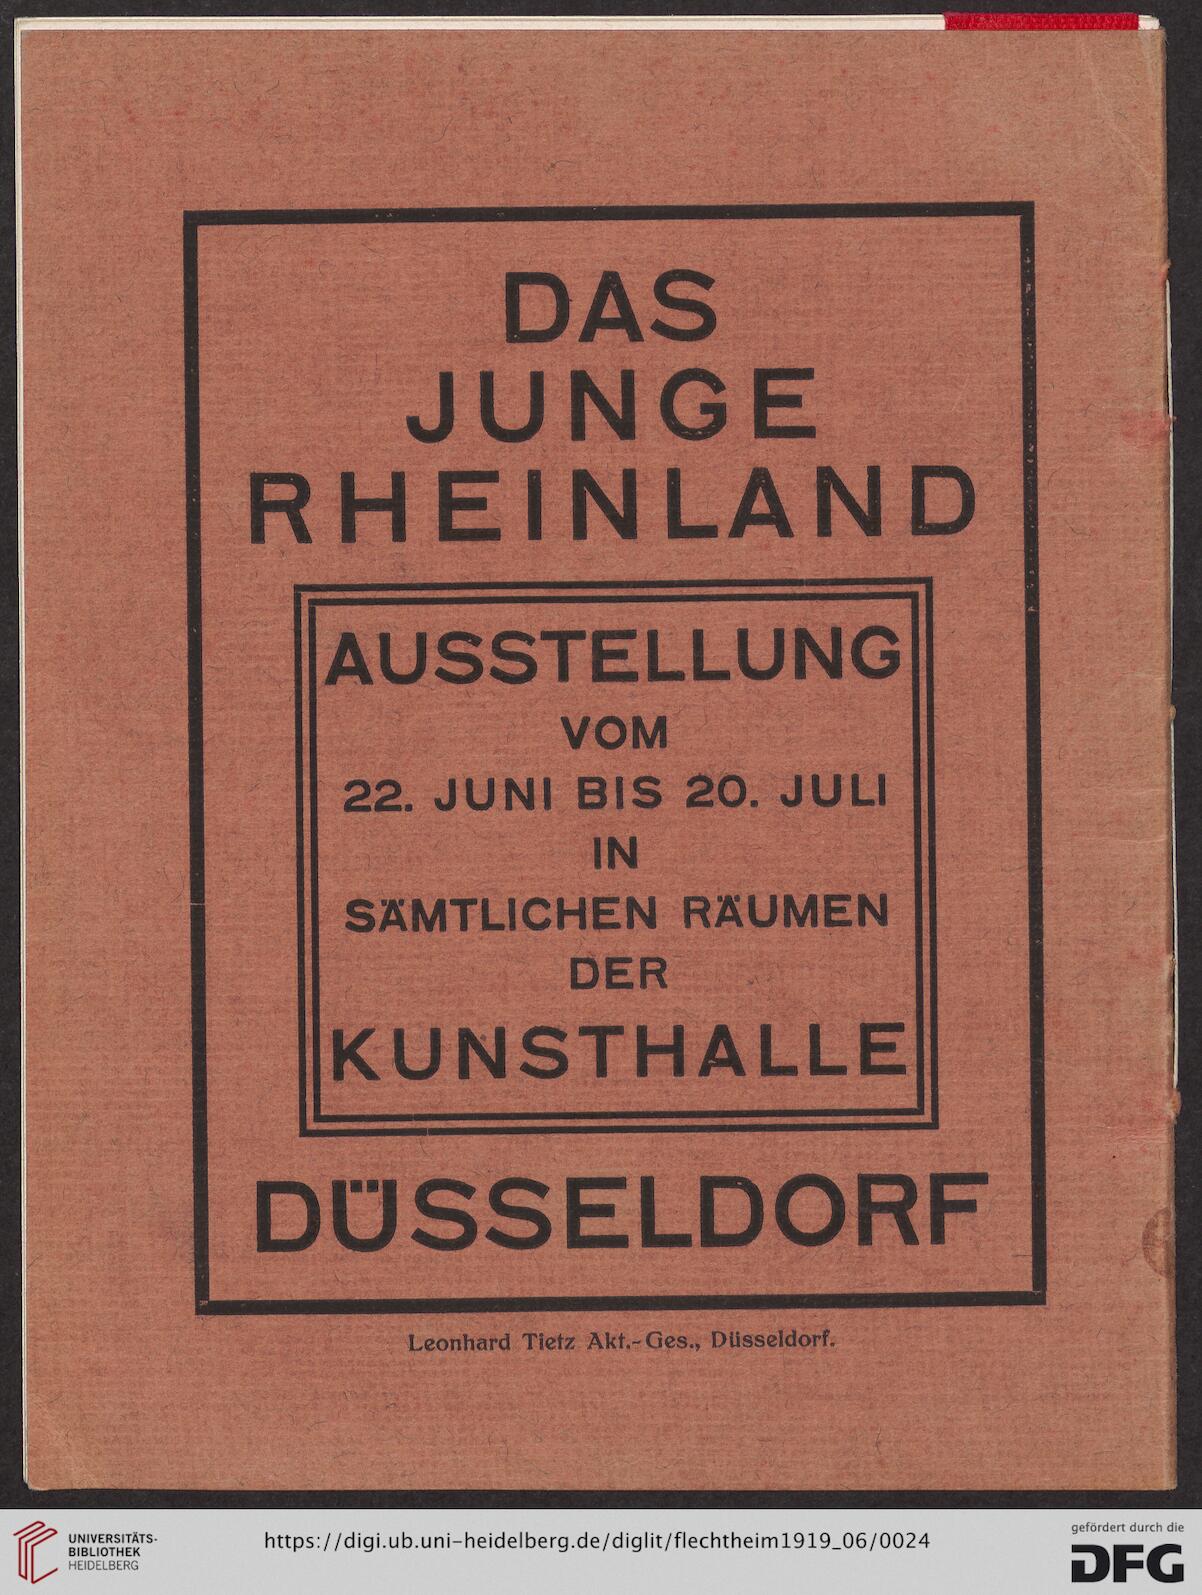 DAS
JUNGE
RHEINLAND
AUSSTELLUNG
VOM
22. JUNI BIS 20. JULI
IN
SÄMTLICHEN RÄUMEN
DER
KUNSTHALLE
DÜSSELDORF
Leonhard Tietz Akt.-Ges., Düsseldorf.
UNIVERSITÄTS-
BIBLIOTHEK
HEIDELBERG
https://digi.ub.uni-heidelberg.de/diglit/flechtheim1919_06/0024
gefördert durch die
DFG